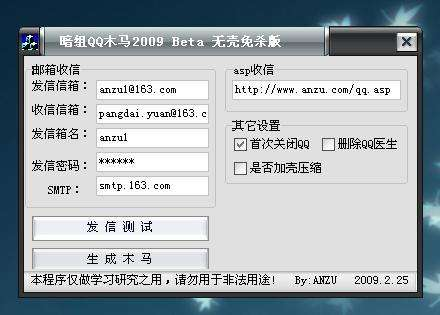 暗组QQ木马2009 Beta 无壳免杀版
邮箱收信
发信信箱：
anzu1@163.com
收信信箱：
pangdai.yuan@163.c
发信箱名：
anzu1
发信密码：
******
SMTP：
smtp.163.com
asp收信
http://www.anzu.com/qq.asp
其它设置
首次关闭QQ
删除QQ医生
是否加壳压缩
发 信 测 试
生 成 木 马
本程序仅做学习研究之用，请勿用于非法用途! By:ANZU 2009.2.25